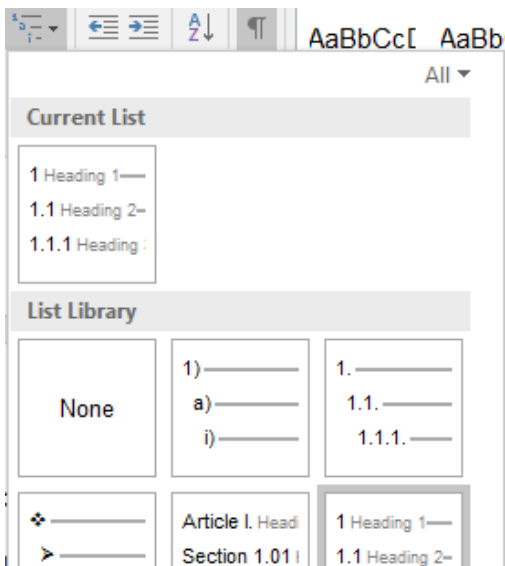 AaBbCc[ AaBb
All
Current List
1 Heading 1
1.1 Heading 2
1.1.1 Heading
List Library
None
1)
a)
i)
1.
1.1.
1.1.1.
Article I. Headi
Section 1.01
1 Heading 1
1.1 Heading 2